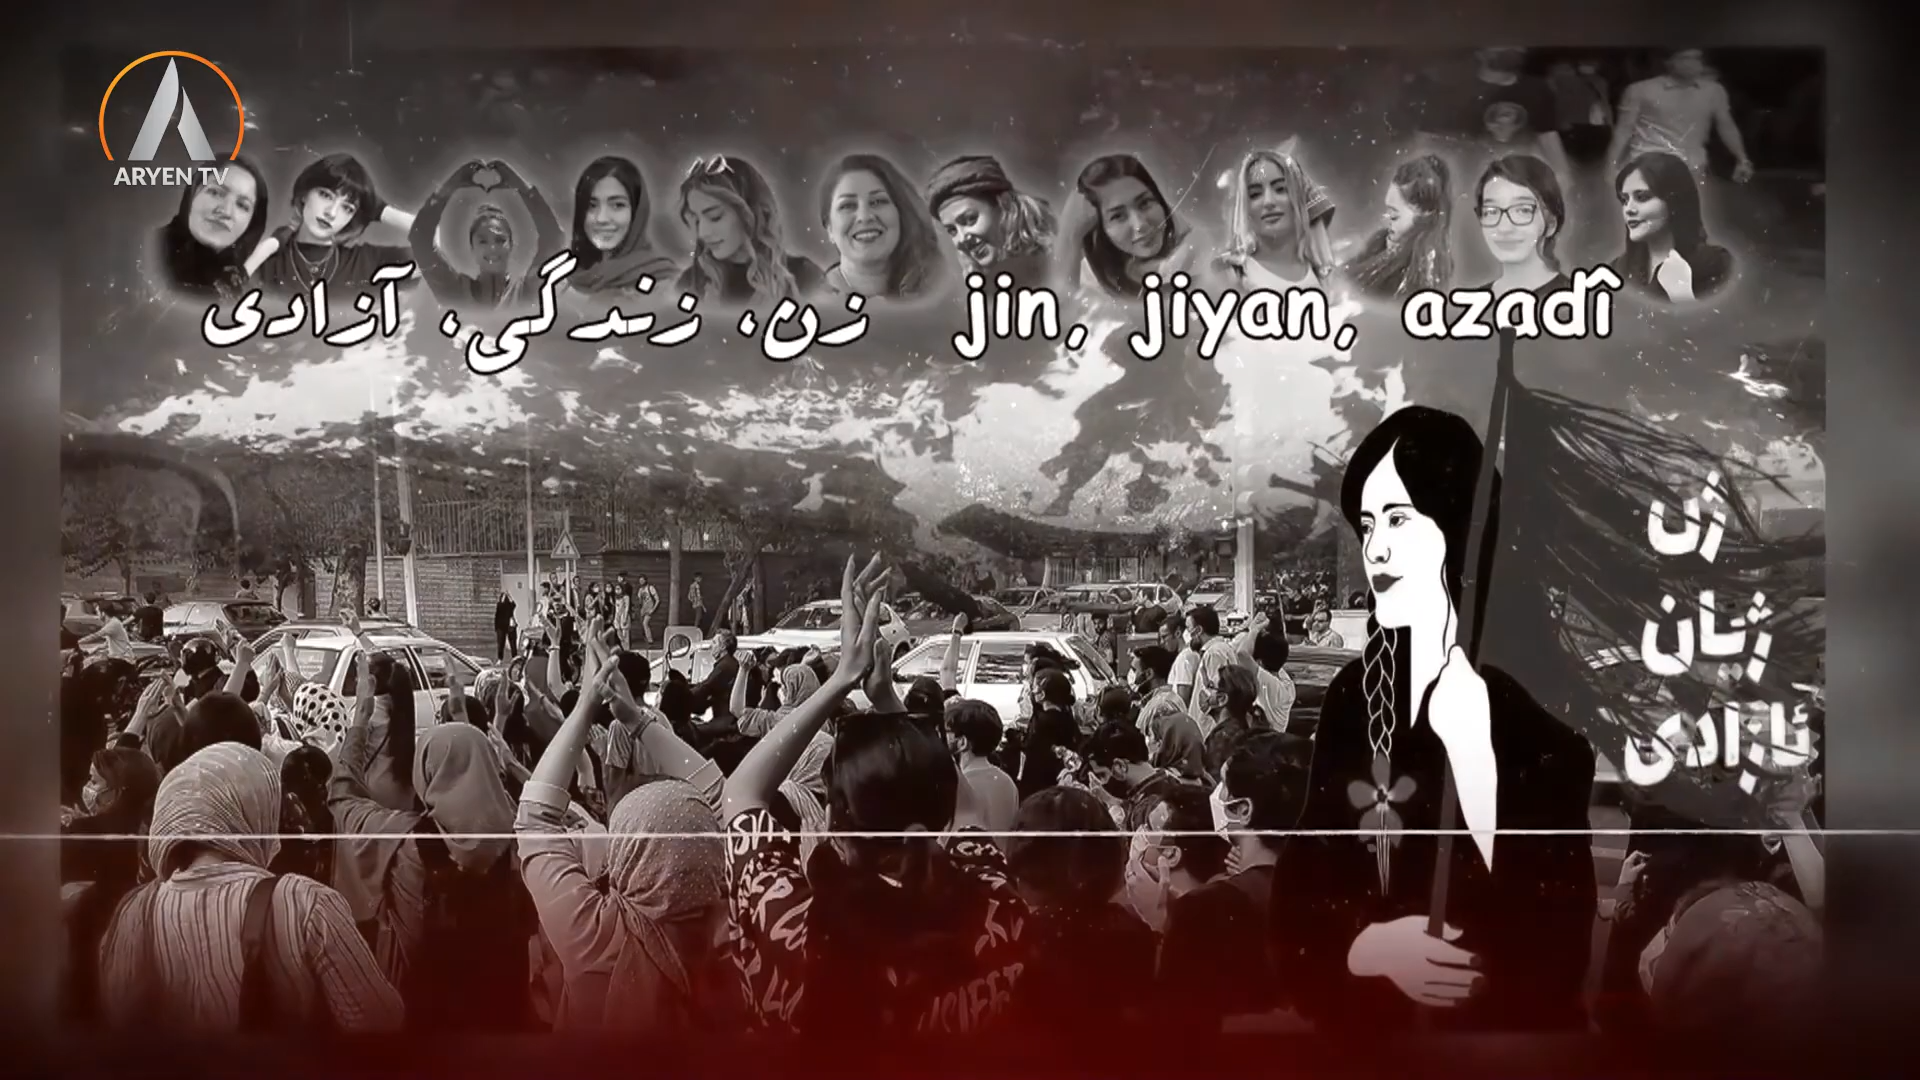 ARYEN TV
زن، زندگی، آزادی
jin, jiyan, azadî
ژن
ژیان
ئازادی